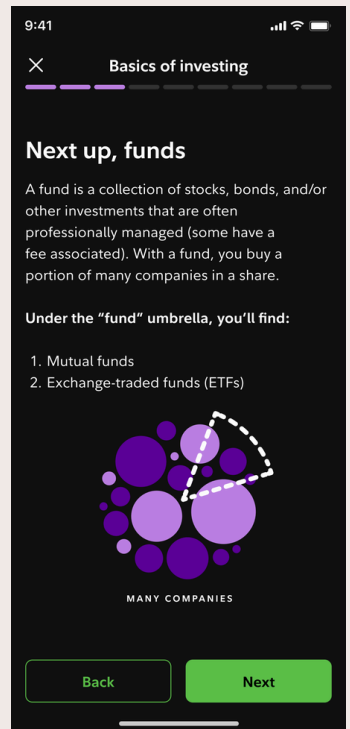 9:41
Basics of investing
Next up, funds
A fund is a collection of stocks, bonds, and/or
other investments that are often
professionally managed (some have a
fee associated). With a fund, you buy a
portion of many companies in a share.
Under the “fund” umbrella, you’ll find:
1. Mutual funds
2. Exchange-traded funds (ETFs)
MANY COMPANIES
Back
Next